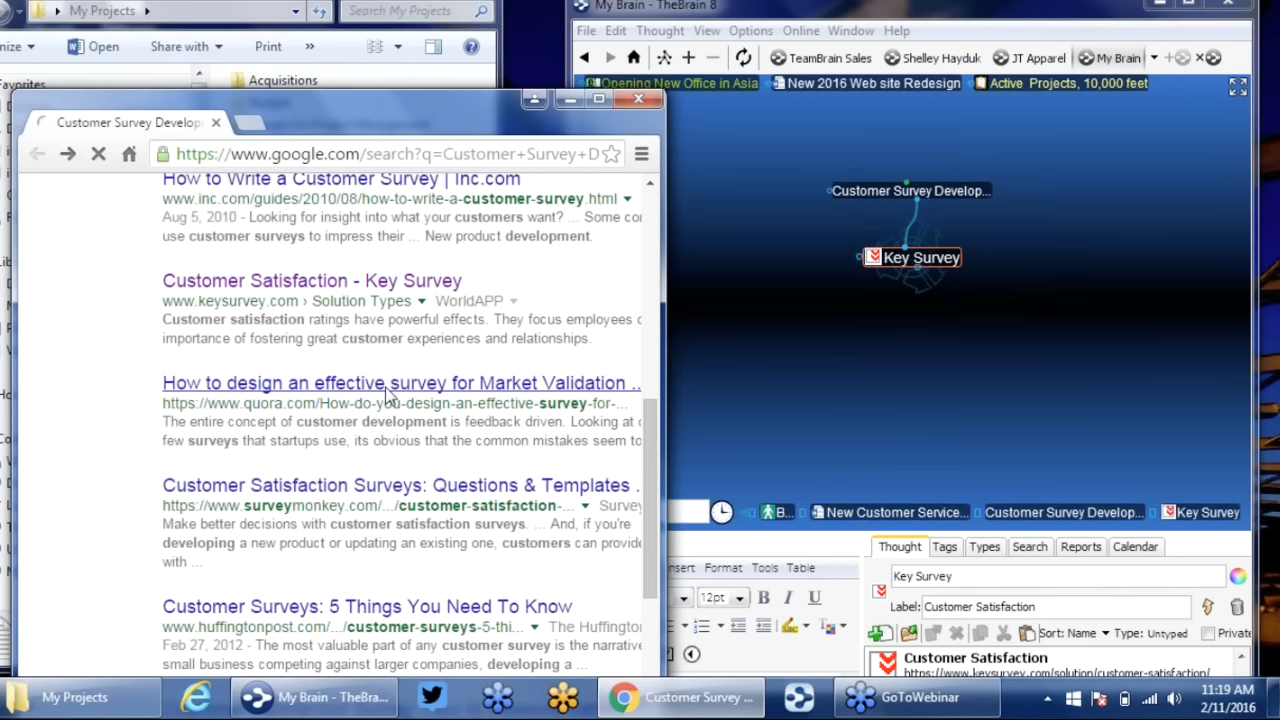 My Projects
Search My Projects
My Brain - TheBrain 8
File Edit Thought View Options Online Window Help
nize Open Share with Print »
TeamBrain Sales Shelley Hayduk JT Apparel My Brain
Favorites
Acquisitions
Opening New Office in Asia New 2016 Web site Redesign Active Projects, 10,000 feet
Customer Survey Develop
https://www.google.com/search?q=Customer+Survey+D
How to Write a Customer Survey | Inc.com
www.inc.com/guides/2010/08/how-to-write-a-customer-survey.html
Aug 5, 2010 - Looking for insight into what your customers want? ... Some co
use customer surveys to impress their ... New product development.
Customer Satisfaction - Key Survey
www.keysurvey.com › Solution Types WorldAPP
Customer satisfaction ratings have powerful effects. They focus employees o
importance of fostering great customer experiences and relationships.
How to design an effective survey for Market Validation ...
https://www.quora.com/How-do-you-design-an-effective-survey-for-...
The entire concept of customer development is feedback driven. Looking at
few surveys that startups use, its obvious that the common mistakes seem to
Customer Satisfaction Surveys: Questions & Templates .
https://www.surveymonkey.com/.../customer-satisfaction-... Survey
Make better decisions with customer satisfaction surveys. ... And, if you're
developing a new product or updating an existing one, customers can provide
with ...
Customer Surveys: 5 Things You Need To Know
www.huffingtonpost.com/.../customer-surveys-5-thi... The Huffington
Feb 27, 2012 - The most valuable part of any customer survey is the narrative
small business competing against larger companies, developing a ...
Customer Survey Develop...
Key Survey
B... New Customer Service... Customer Survey Develop... Key Survey
Thought Tags Types Search Reports Calendar
nsert Format Tools Table
12pt B I U
Key Survey
Label: Customer Satisfaction
Sort: Name Type: Untyped Private
Customer Satisfaction
https://www.keysurvey.com/solution/customer-satisfaction/
My Projects My Brain - TheBra... Customer Survey ... GoToWebinar
11:19 AM
2/11/2016